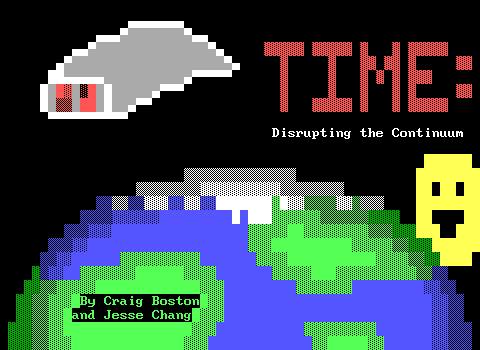 TIME:
Disrupting the Continuum
By Craig Boston
and Jesse Chang